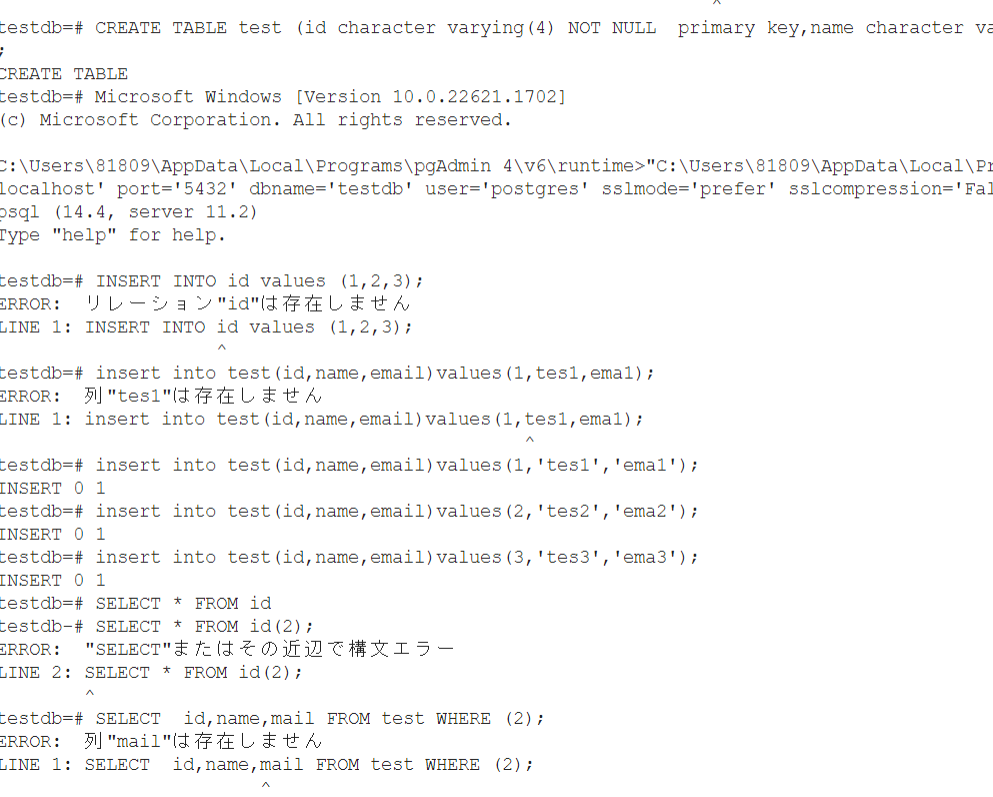 ^
testdb=# CREATE TABLE test (id character varying(4) NOT NULL  primary key,name character va
;
CREATE TABLE
testdb=# Microsoft Windows [Version 10.0.22621.1702]
(c) Microsoft Corporation. All rights reserved.
C:\Users\81809\AppData\Local\Programs\pgAdmin 4\v6\runtime>"C:\Users\81809\AppData\Local\Pr
localhost' port='5432' dbname='testdb' user='postgres' sslmode='prefer' sslcompression='Fal
psql (14.4, server 11.2)
Type "help" for help.
testdb=# INSERT INTO id values (1,2,3);
ERROR:  リレーション"id"は存在しません
LINE 1: INSERT INTO id values (1,2,3);
^
testdb=# insert into test(id,name,email)values(1,tes1,ema1);
ERROR:  列"tes1"は存在しません
LINE 1: insert into test(id,name,email)values(1,tes1,ema1);
^
testdb=# insert into test(id,name,email)values(1,'tes1','ema1');
INSERT 0 1
testdb=# insert into test(id,name,email)values(2,'tes2','ema2');
INSERT 0 1
testdb=# insert into test(id,name,email)values(3,'tes3','ema3');
INSERT 0 1
testdb=# SELECT * FROM id
testdb-# SELECT * FROM id(2);
ERROR:  "SELECT"またはその近辺で構文エラー
LINE 2: SELECT * FROM id(2);
^
testdb=# SELECT  id,name,mail FROM test WHERE (2);
ERROR:  列"mail"は存在しません
LINE 1: SELECT  id,name,mail FROM test WHERE (2);
^